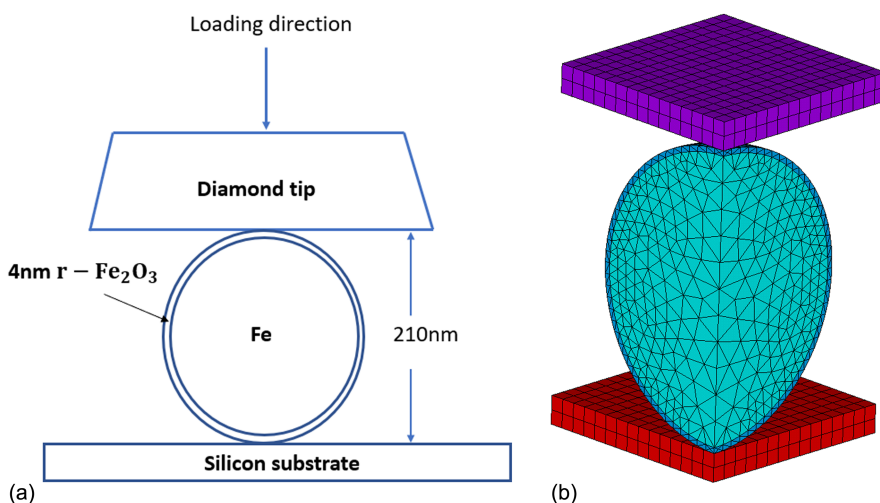 Loading direction
Diamond tip
4nm r − Fe₂O₃
Fe
210nm
Silicon substrate
(a)
(b)